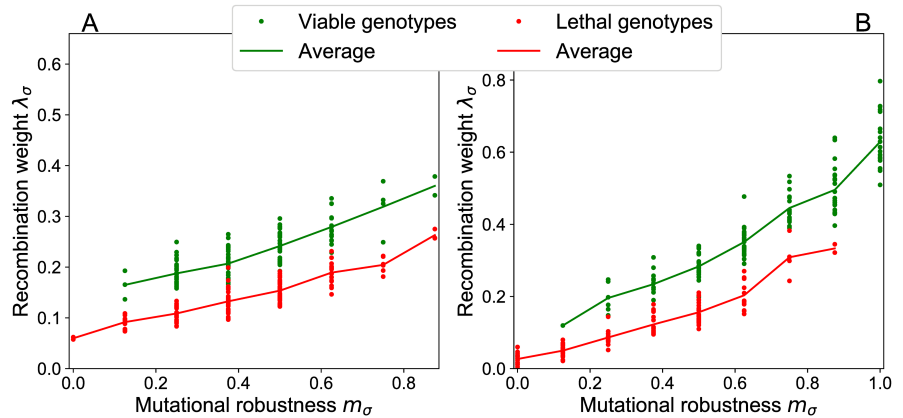 A
B
Viable genotypes
Lethal genotypes
Average
Average
Recombination weight λσ
0.6
0.5
0.4
0.3
0.2
0.1
0.0
0.0 0.2 0.4 0.6 0.8
Mutational robustness mσ
Recombination weight λσ
0.8
0.6
0.4
0.2
0.0
0.0 0.2 0.4 0.6 0.8 1.0
Mutational robustness mσ